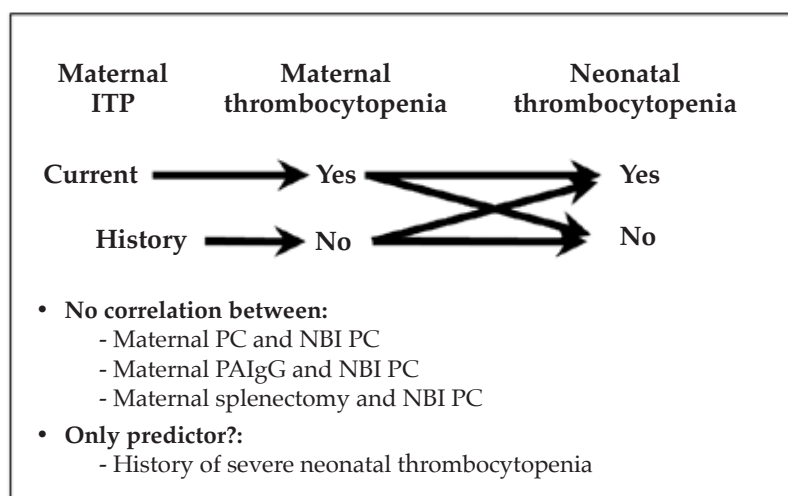 Maternal ITP
Maternal thrombocytopenia
Neonatal thrombocytopenia
Current Yes Yes
History No No
• No correlation between:
- Maternal PC and NBI PC
- Maternal PAIgG and NBI PC
- Maternal splenectomy and NBI PC
• Only predictor?:
- History of severe neonatal thrombocytopenia